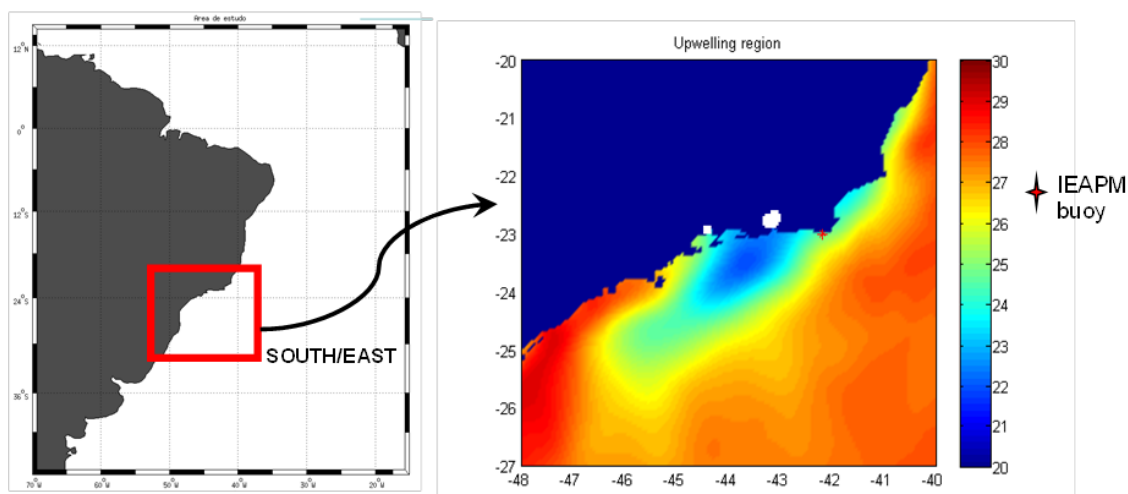 Area de estudo
12°N
0°
12°S
24°S
36°S
70°W 60°W 50°W 40°W 30°W 20°W
SOUTH/EAST
Upwelling region
-20
-21
-22
-23
-24
-25
-26
-27
-48 -47 -46 -45 -44 -43 -42 -41 -40
30
29
28
27
26
25
24
23
22
21
20
IEAPM
buoy